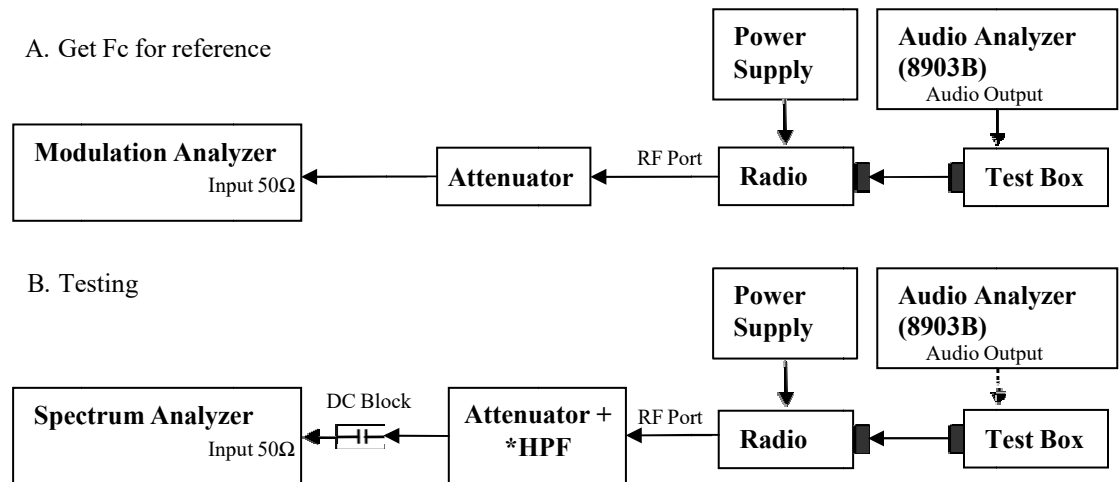 A. Get Fc for reference
Power
Supply
Audio Analyzer
(8903B)
Audio Output
Modulation Analyzer
Input 50Ω
Attenuator
RF Port
Radio
Test Box
B. Testing
Power
Supply
Audio Analyzer
(8903B)
Audio Output
Spectrum Analyzer
Input 50Ω
DC Block
Attenuator +
*HPF
RF Port
Radio
Test Box